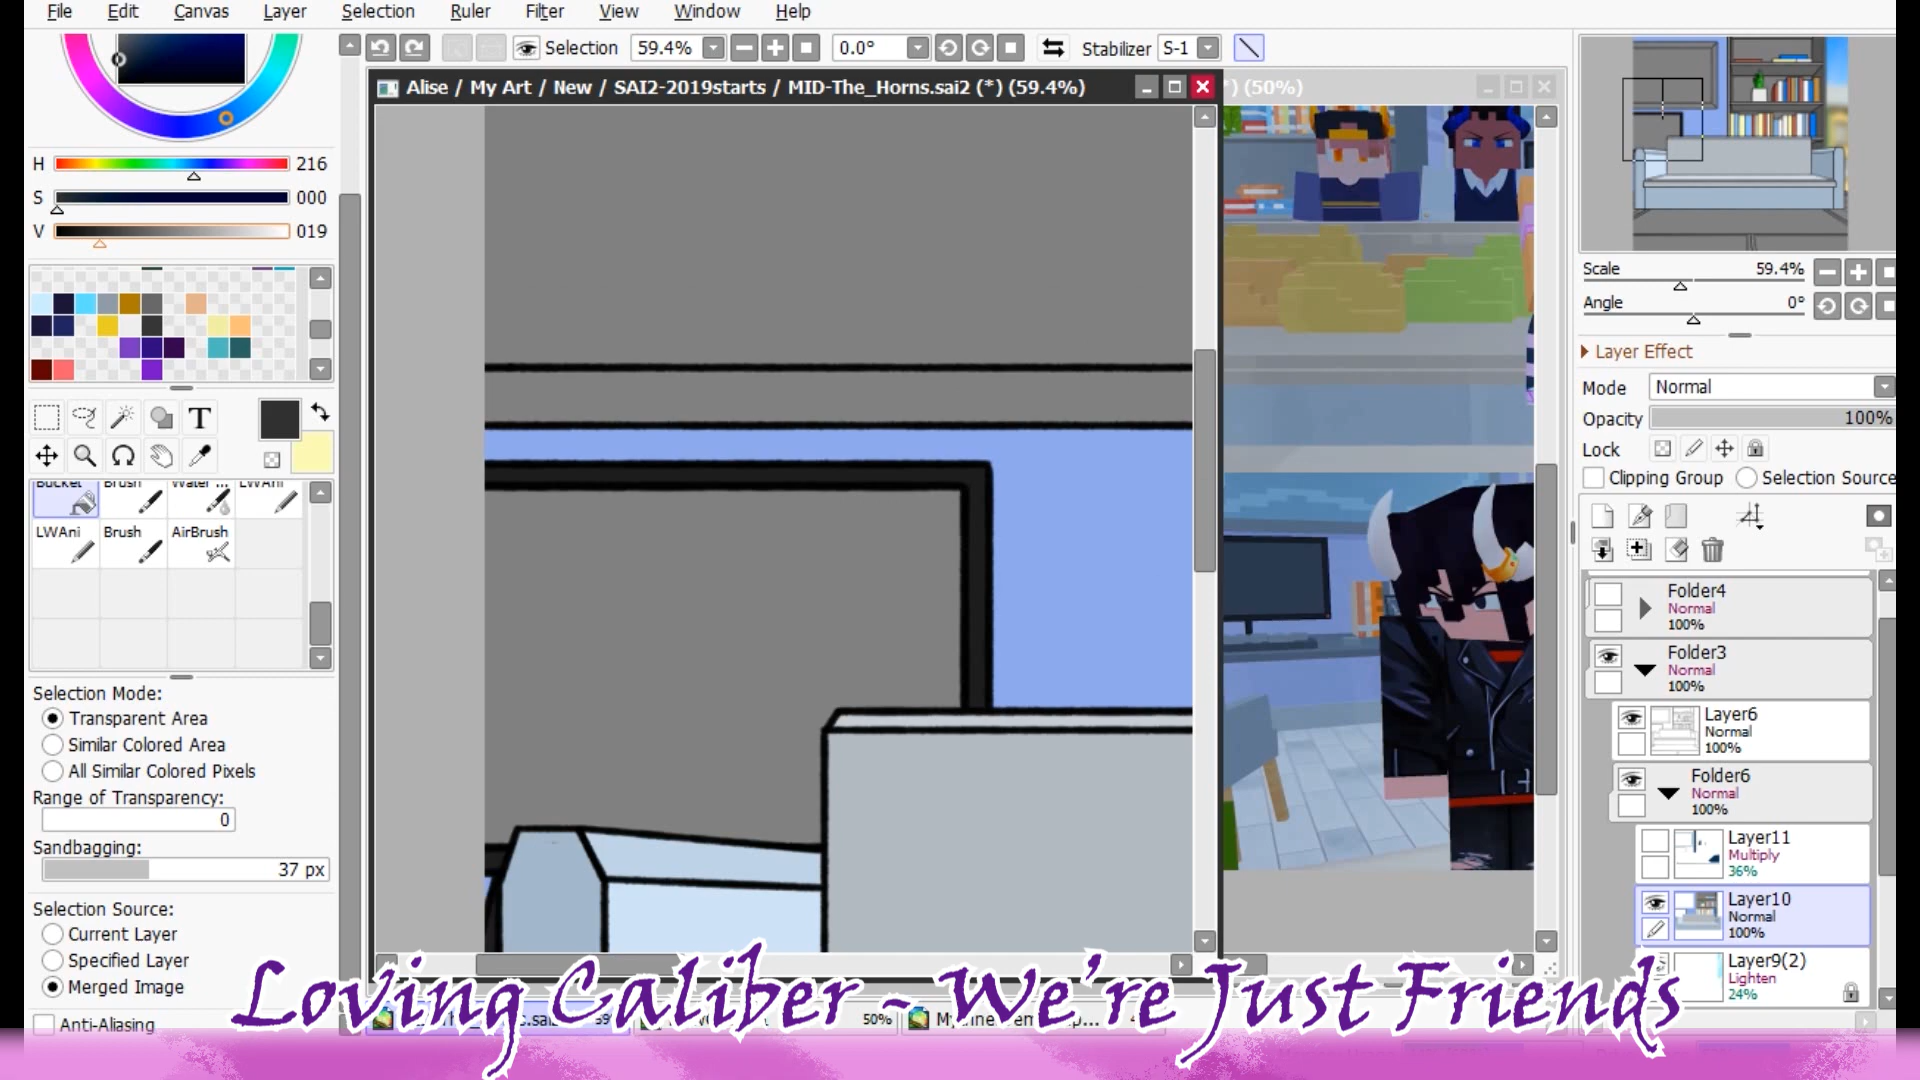 File Edit Canvas Layer Selection Ruler Filter View Window Help
Selection 59.4% 0.0° Stabilizer S-1
Alise / My Art / New / SAI2-2019starts / MID-The_Horns.sai2 (*) (59.4%)
*) (50%)
H 216
S 000
V 019
T
Bucket Brush Water ... LWAni
LWAni Brush AirBrush
Selection Mode:
Transparent Area
Similar Colored Area
All Similar Colored Pixels
Range of Transparency:
0
Sandbagging:
37 px
Selection Source:
Current Layer
Specified Layer
Merged Image
Anti-Aliasing
Scale 59.4%
Angle 0°
Layer Effect
Mode Normal
Opacity 100%
Lock
Clipping Group Selection Source
Folder4
Normal
100%
Folder3
Normal
100%
Layer6
Normal
100%
Folder6
Normal
100%
Layer11
Multiply
36%
Layer10
Normal
100%
Layer9(2)
Lighten
24%
50%
Loving Caliber - We're Just Friends